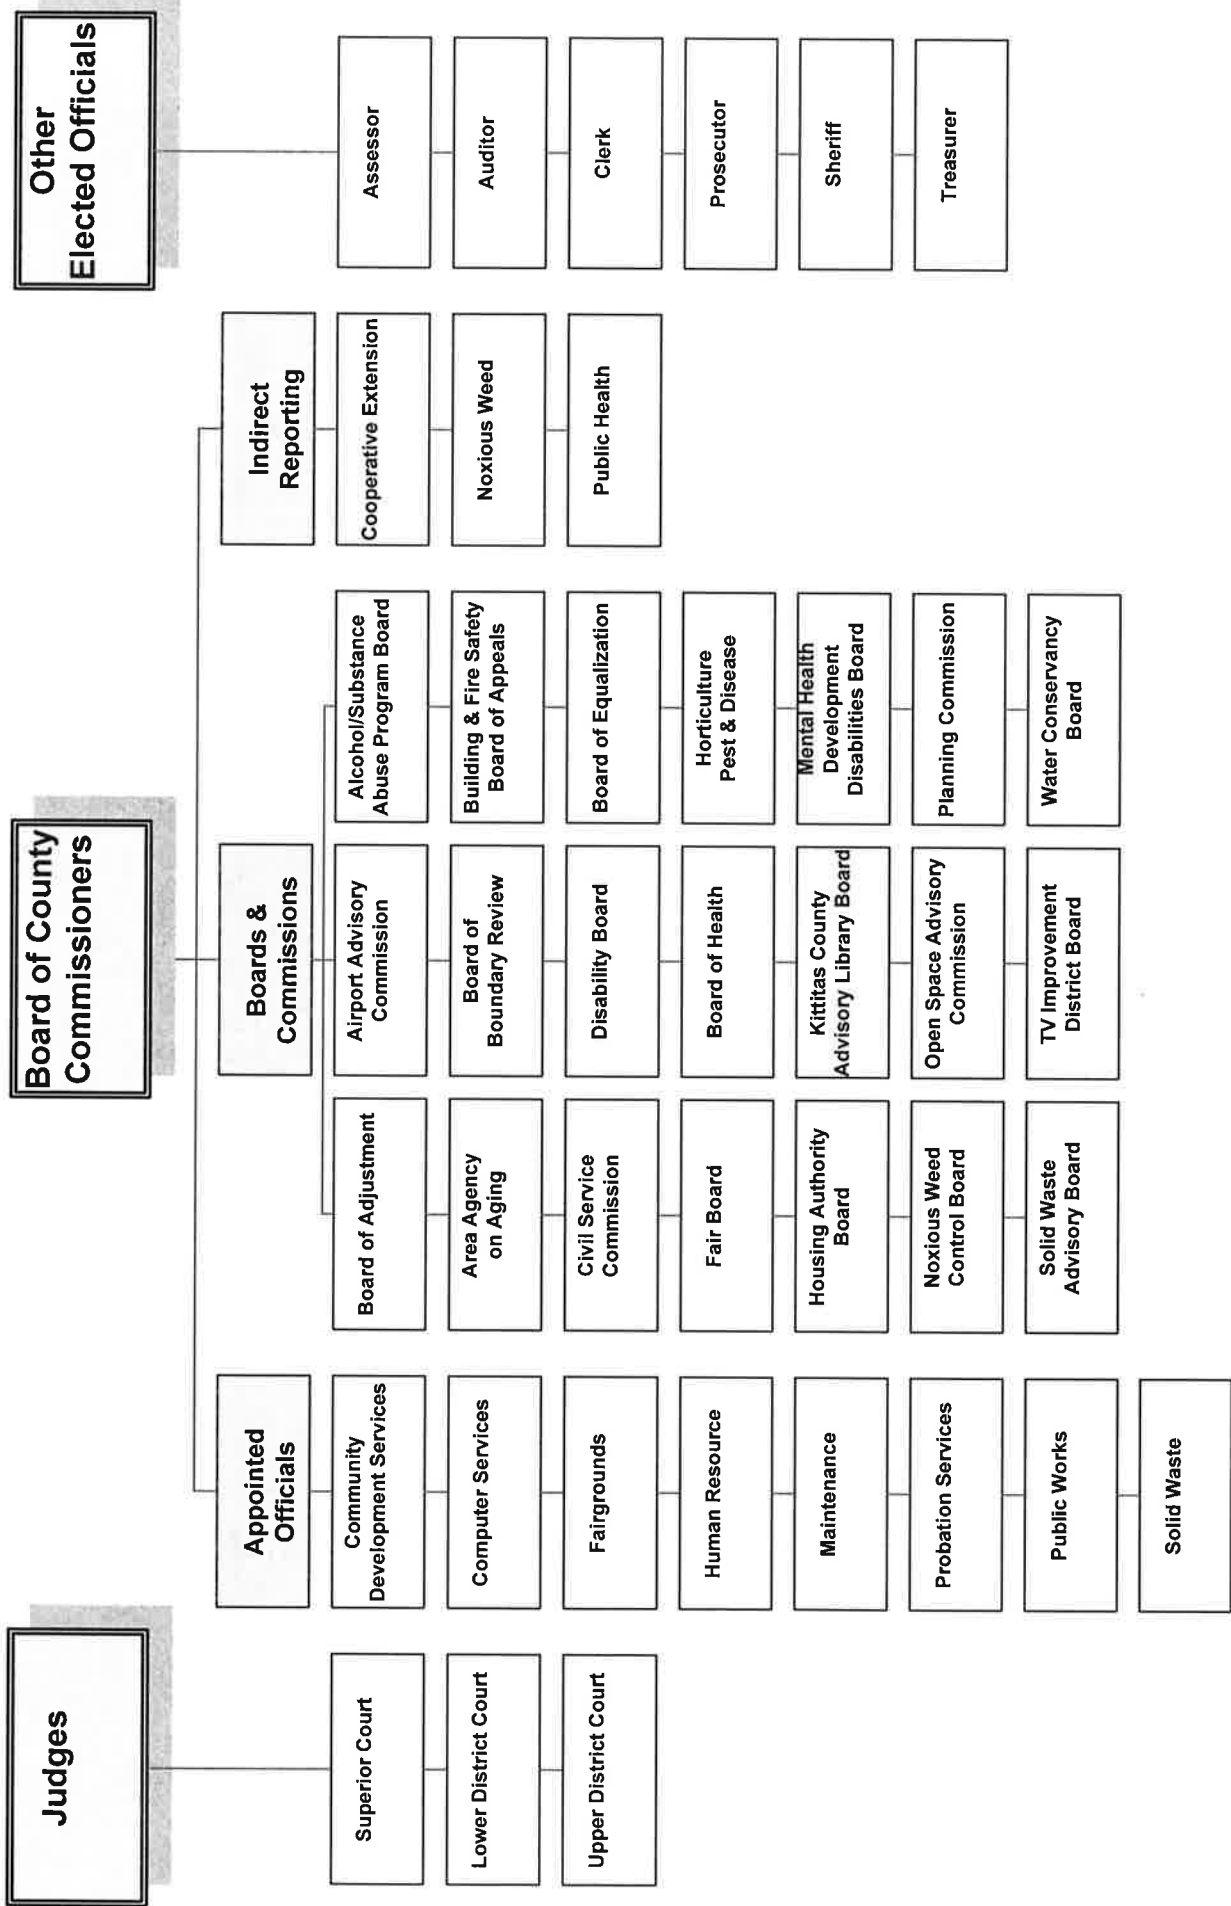 Judges
Superior Court
Lower District Court
Upper District Court
Board of County
Commissioners
Appointed
Officials
Community
Development Services
Computer Services
Fairgrounds
Human Resource
Maintenance
Probation Services
Public Works
Solid Waste
Boards &
Commissions
Board of Adjustment
Area Agency
on Aging
Civil Service
Commission
Fair Board
Housing Authority
Board
Noxious Weed
Control Board
Solid Waste
Advisory Board
Airport Advisory
Commission
Board of
Boundary Review
Disability Board
Board of Health
Kittitas County
Advisory Library Board
Open Space Advisory
Commission
TV Improvement
District Board
Alcohol/Substance
Abuse Program Board
Building & Fire Safety
Board of Appeals
Board of Equalization
Horticulture
Pest & Disease
Mental Health
Development
Disabilities Board
Planning Commission
Water Conservancy
Board
Indirect
Reporting
Cooperative Extension
Noxious Weed
Public Health
Other
Elected Officials
Assessor
Auditor
Clerk
Prosecutor
Sheriff
Treasurer